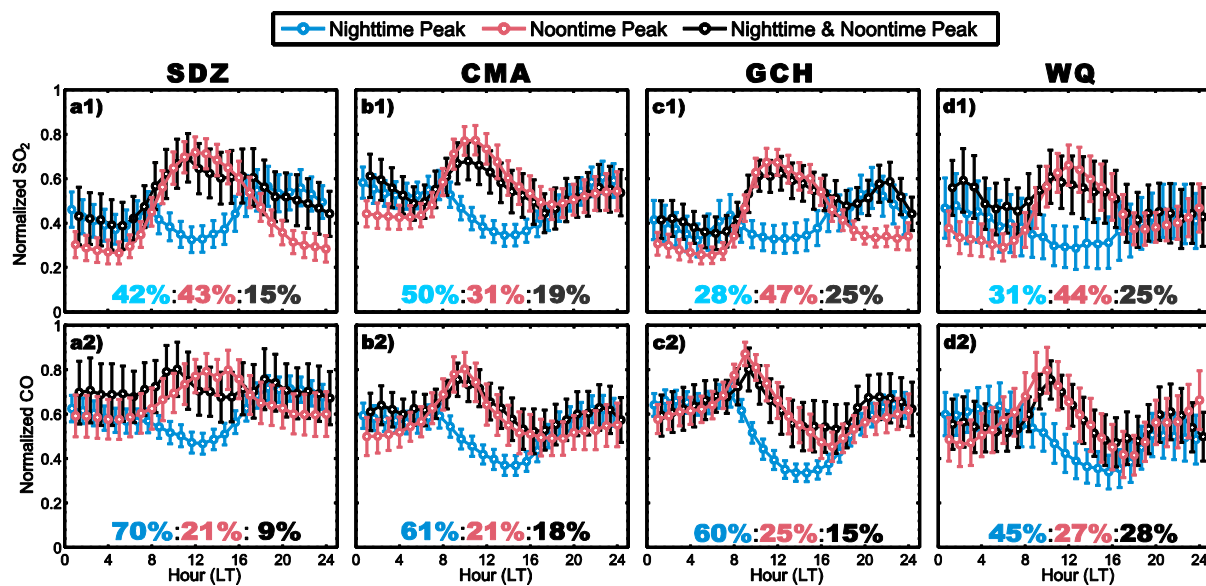 Nighttime Peak Noontime Peak Nighttime & Noontime Peak
SDZ CMA GCH WQ
Normalized SO2
1
0.8
0.6
0.4
0.2
0
a1) b1) c1) d1)
42%:43%:15% 50%:31%:19% 28%:47%:25% 31%:44%:25%
Normalized CO
1
0.8
0.6
0.4
0.2
0
a2) b2) c2) d2)
70%:21%: 9% 61%:21%:18% 60%:25%:15% 45%:27%:28%
0 4 8 12 16 20 24 0 4 8 12 16 20 24 0 4 8 12 16 20 24 0 4 8 12 16 20 24
Hour (LT) Hour (LT) Hour (LT) Hour (LT)